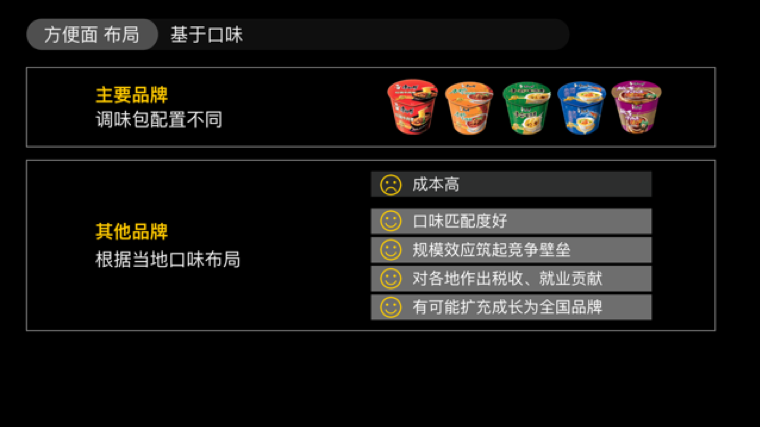 方便面 布局 基于口味
主要品牌
调味包配置不同
其他品牌
根据当地口味布局
成本高
口味匹配度好
规模效应筑起竞争壁垒
对各地作出税收、就业贡献
有可能扩充成长为全国品牌